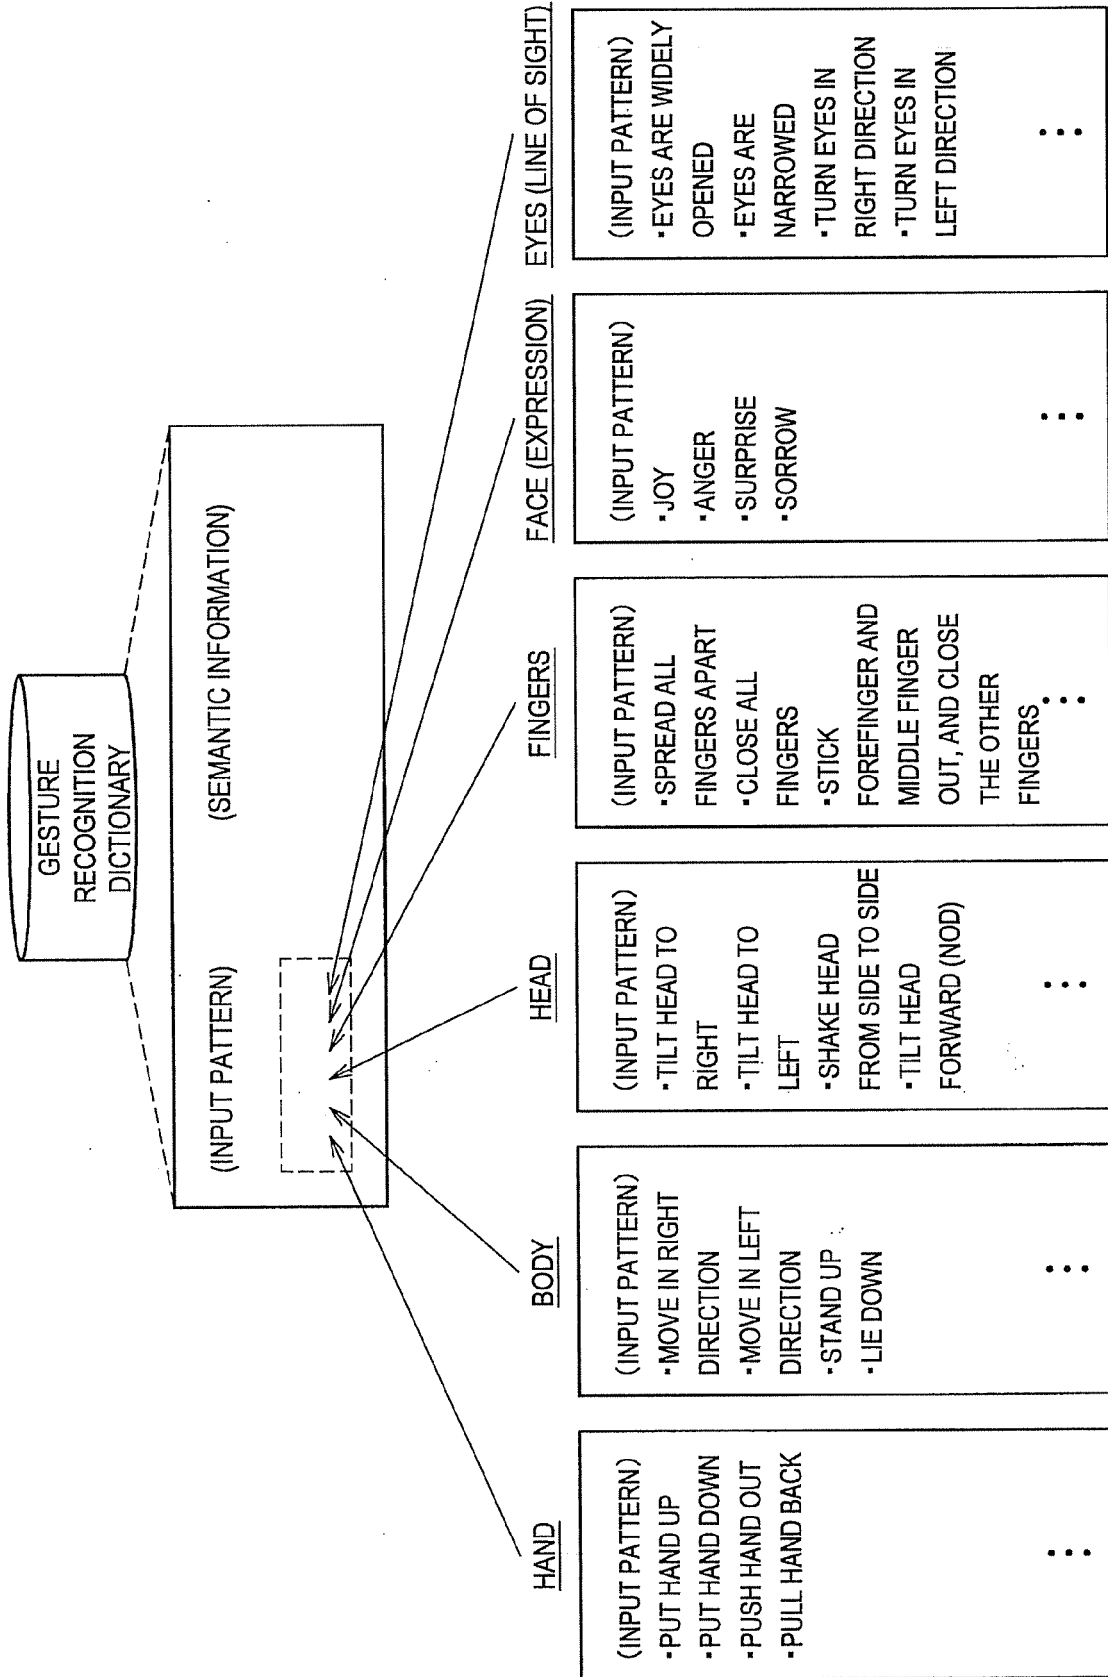 GESTURE
RECOGNITION
DICTIONARY
(INPUT PATTERN)
(SEMANTIC INFORMATION)
HAND
(INPUT PATTERN)
▪PUT HAND UP
▪PUT HAND DOWN
▪PUSH HAND OUT
▪PULL HAND BACK
⋮
BODY
(INPUT PATTERN)
▪MOVE IN RIGHT
DIRECTION
▪MOVE IN LEFT
DIRECTION
▪STAND UP
▪LIE DOWN
⋮
HEAD
(INPUT PATTERN)
▪TILT HEAD TO
RIGHT
▪TILT HEAD TO
LEFT
▪SHAKE HEAD
FROM SIDE TO SIDE
▪TILT HEAD
FORWARD (NOD)
⋮
FINGERS
(INPUT PATTERN)
▪SPREAD ALL
FINGERS APART
▪CLOSE ALL
FINGERS
▪STICK
FOREFINGER AND
MIDDLE FINGER
OUT, AND CLOSE
THE OTHER
FINGERS
⋮
FACE (EXPRESSION)
(INPUT PATTERN)
▪JOY
▪ANGER
▪SURPRISE
▪SORROW
⋮
EYES (LINE OF SIGHT)
(INPUT PATTERN)
▪EYES ARE WIDELY
OPENED
▪EYES ARE
NARROWED
▪TURN EYES IN
RIGHT DIRECTION
▪TURN EYES IN
LEFT DIRECTION
⋮